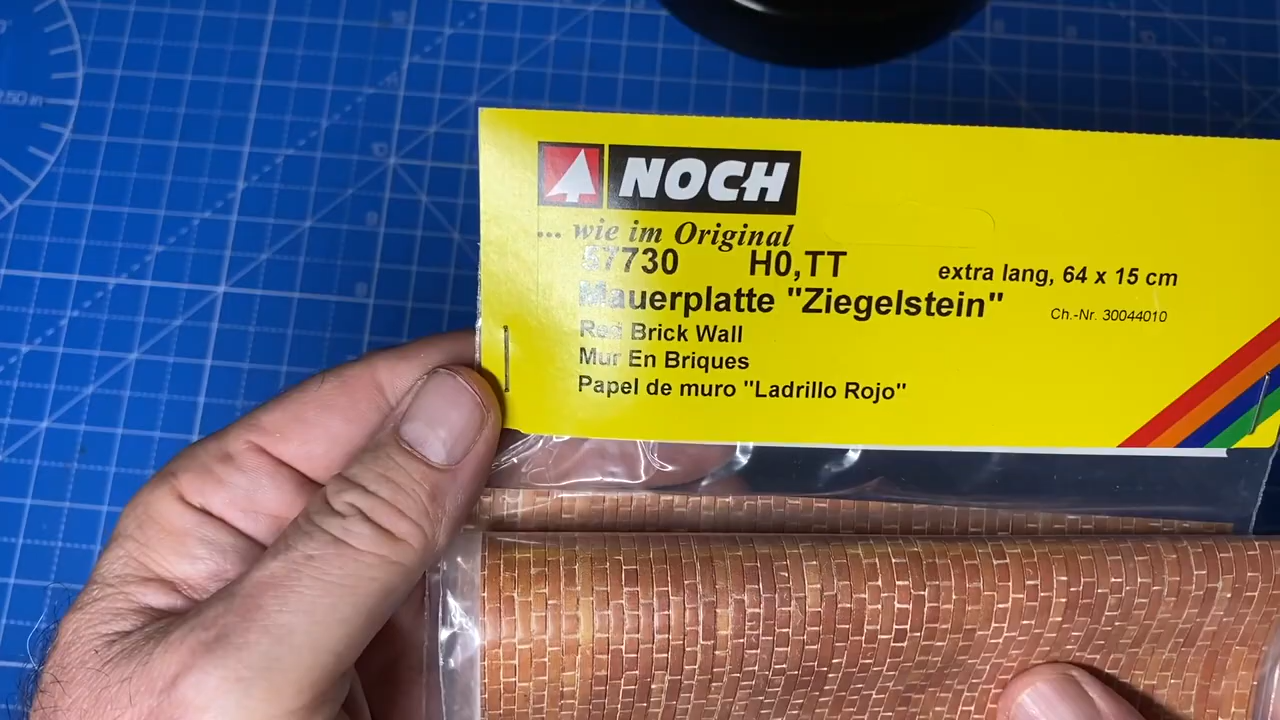 NOCH
... wie im Original
57730 H0,TT
extra lang, 64 x 15 cm
Mauerplatte "Ziegelstein"
Ch.-Nr. 30044010
Red Brick Wall
Mur En Briques
Papel de muro "Ladrillo Rojo"